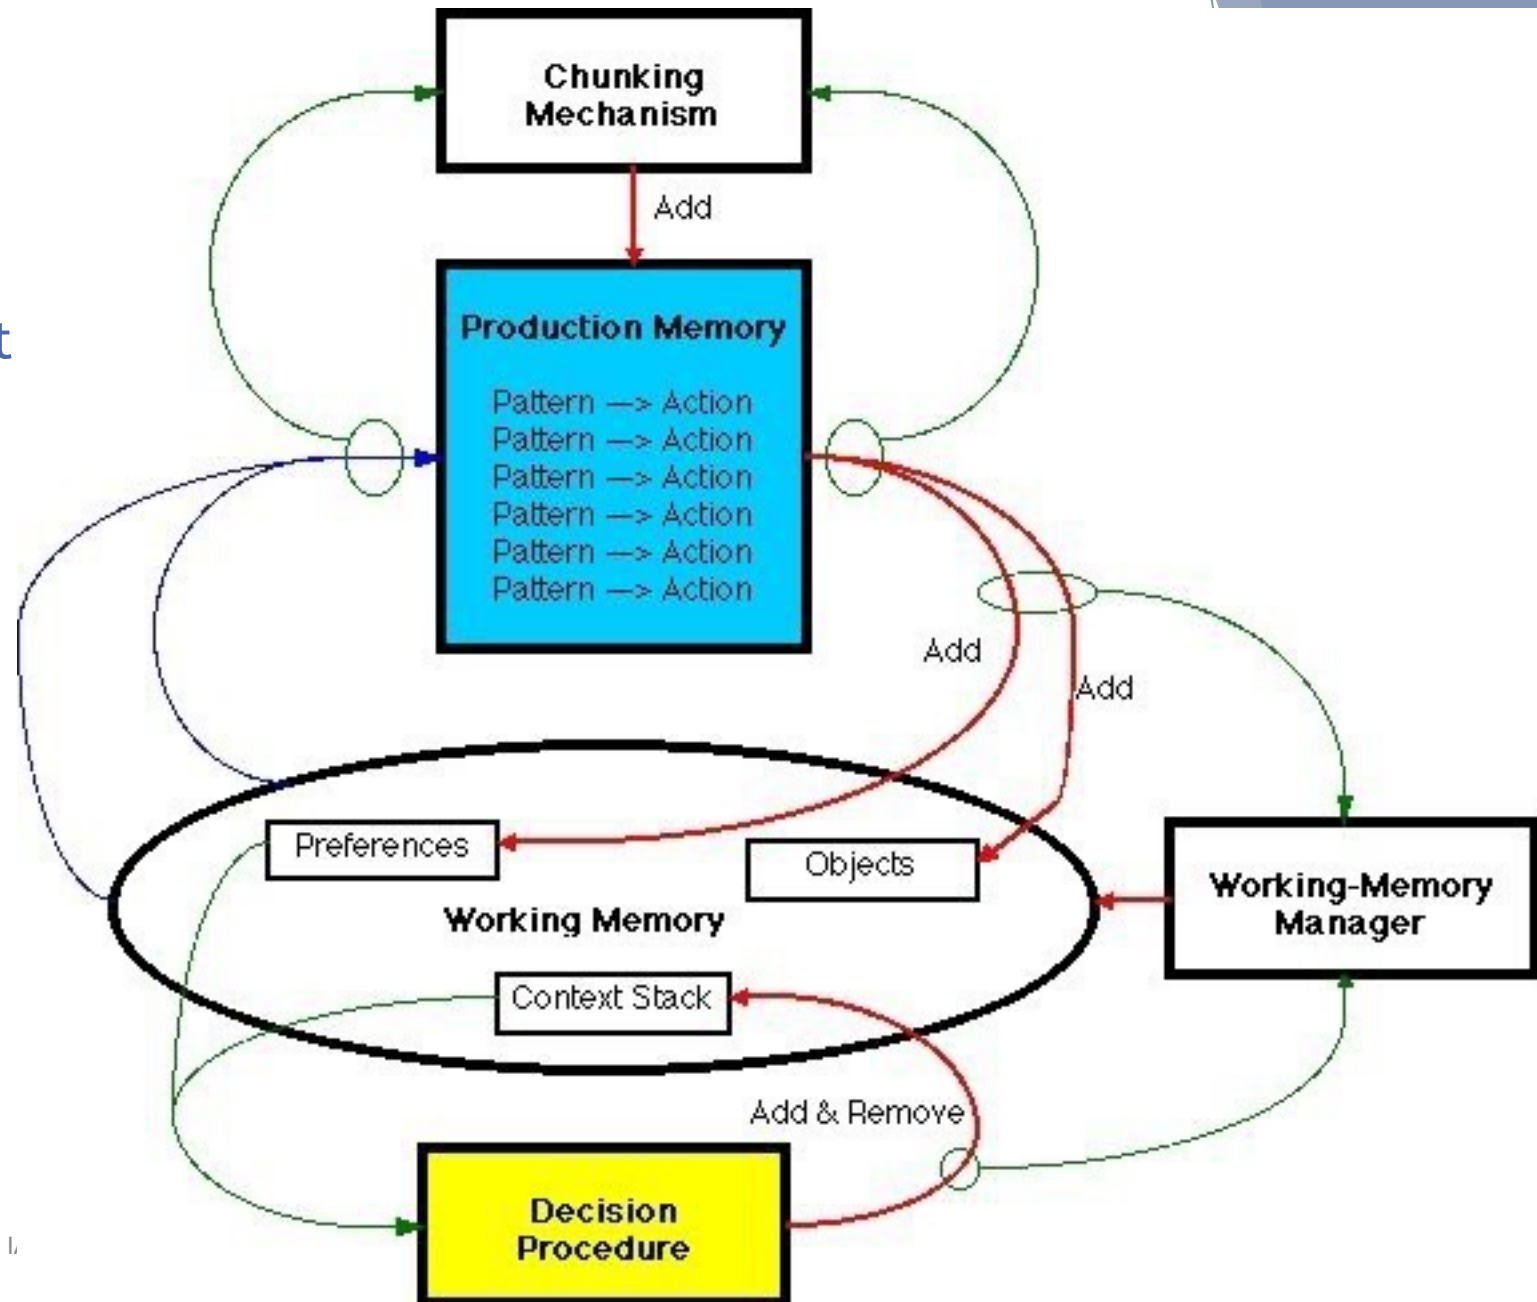 Chunking
Mechanism
Add
t
Production Memory
Pattern —> Action
Pattern —> Action
Pattern —> Action
Pattern —> Action
Pattern —> Action
Pattern —> Action
Add
Add
Preferences
Objects
Working Memory
Working-Memory
Manager
Context Stack
Add & Remove
Decision
Procedure